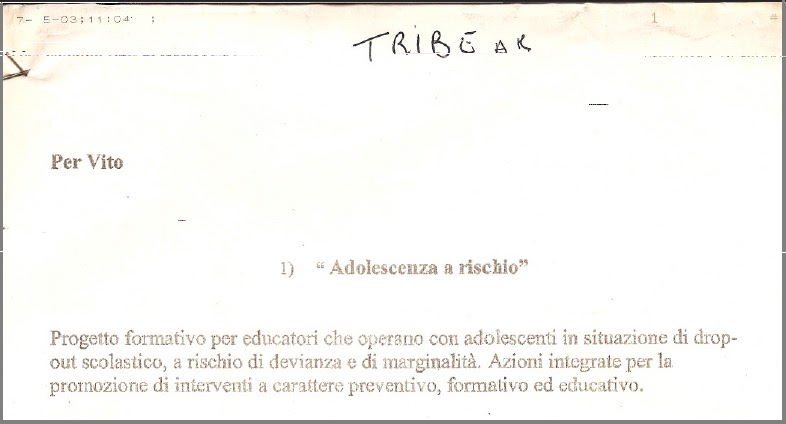 7- 5-03;11:04 ; 1 #
TRIBE AK
Per Vito
1) “ Adolescenza a rischio”
Progetto formativo per educatori che operano con adolescenti in situazione di drop-
out scolastico, a rischio di devianza e di marginalità. Azioni integrate per la
promozione di interventi a carattere preventivo, formativo ed educativo.